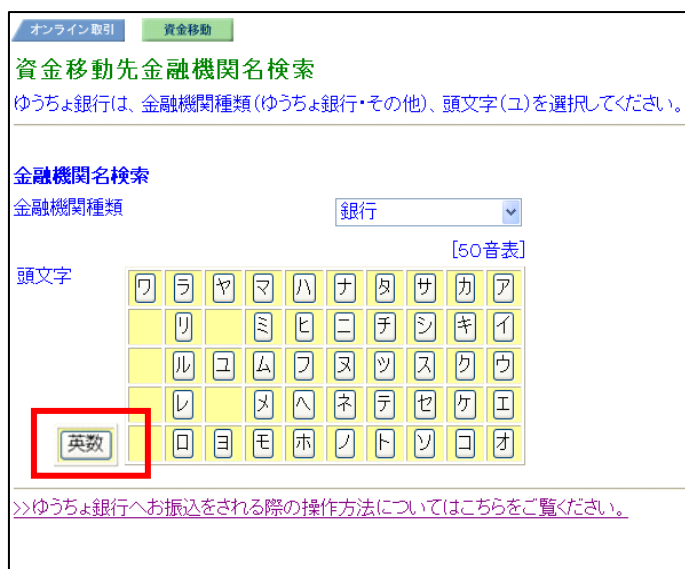 オンライン取引 資金移動
資金移動先金融機関名検索
ゆうちょ銀行は、金融機関種類(ゆうちょ銀行・その他)、頭文字(ユ)を選択してください。
金融機関名検索
金融機関種類 銀行
[50音表]
頭文字 ワ ラ ヤ マ ハ ナ タ サ カ ア
リ ミ ヒ ニ チ シ キ イ
ル ユ ム フ ヌ ツ ス ク ウ
レ メ ヘ ネ テ セ ケ エ
英数 ロ ヨ モ ホ ノ ト ソ コ オ
>>ゆうちょ銀行へお振込をされる際の操作方法についてはこちらをご覧ください。